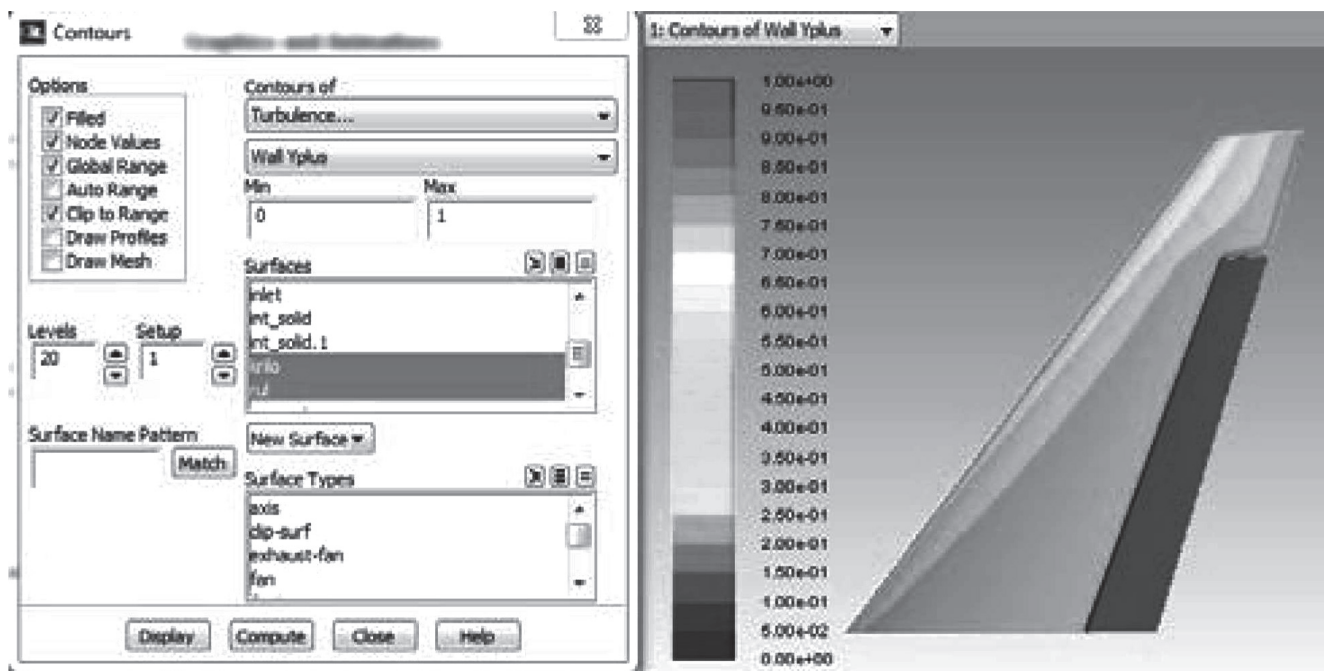 Contours
Graphics and Animations
Options
Filled
Node Values
Global Range
Auto Range
Clip to Range
Draw Profiles
Draw Mesh
Contours of
Turbulence...
Wall Yplus
Min
Max
0
1
Surfaces
inlet
int_solid
int_solid.1
Levels
Setup
20
1
Surface Name Pattern
Match
New Surface
Surface Types
axis
clip-surf
exhaust-fan
fan
Display
Compute
Close
Help
1: Contours of Wall Yplus
1.00e+00
9.50e-01
9.00e-01
8.50e-01
8.00e-01
7.50e-01
7.00e-01
6.50e-01
6.00e-01
5.50e-01
5.00e-01
4.50e-01
4.00e-01
3.50e-01
3.00e-01
2.50e-01
2.00e-01
1.50e-01
1.00e-01
5.00e-02
0.00e+00